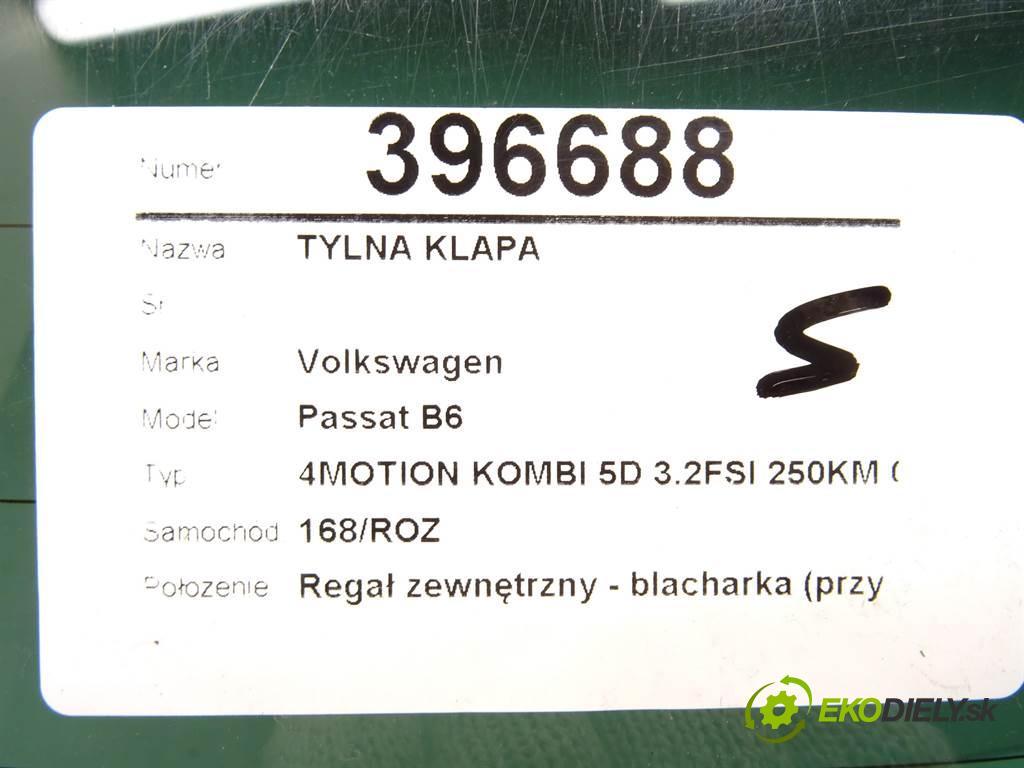 Numer 396688
Nazwa TYLNA KLAPA
S
Marka Volkswagen
Model Passat B6
Typ 4MOTION KOMBI 5D 3.2FSI 250KM (
Samochód 168/ROZ
Położenie Regał zewnętrzny - blacharka (przy
EKODIELY.sk